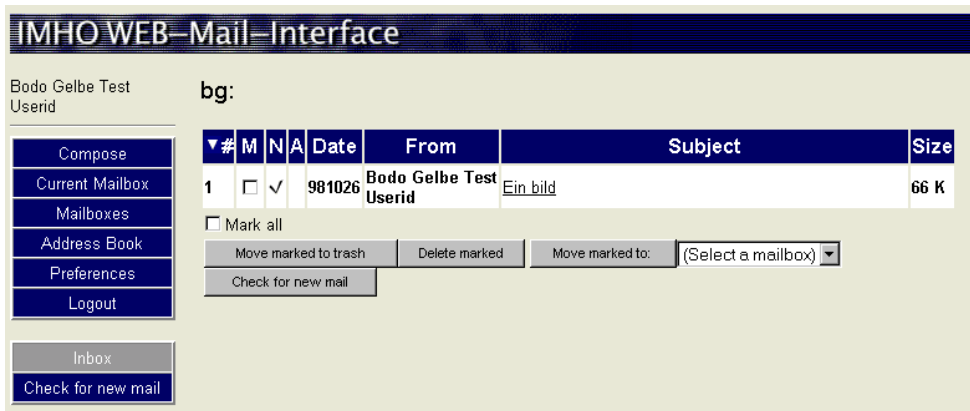 IMHO WEB–Mail–Interface
Bodo Gelbe Test
Userid
Compose
Current Mailbox
Mailboxes
Address Book
Preferences
Logout
Inbox
Check for new mail
bg:
# M N A Date From Subject Size
1 981026 Bodo Gelbe Test Userid Ein bild 66 K
Mark all
Move marked to trash Delete marked Move marked to: (Select a mailbox)
Check for new mail